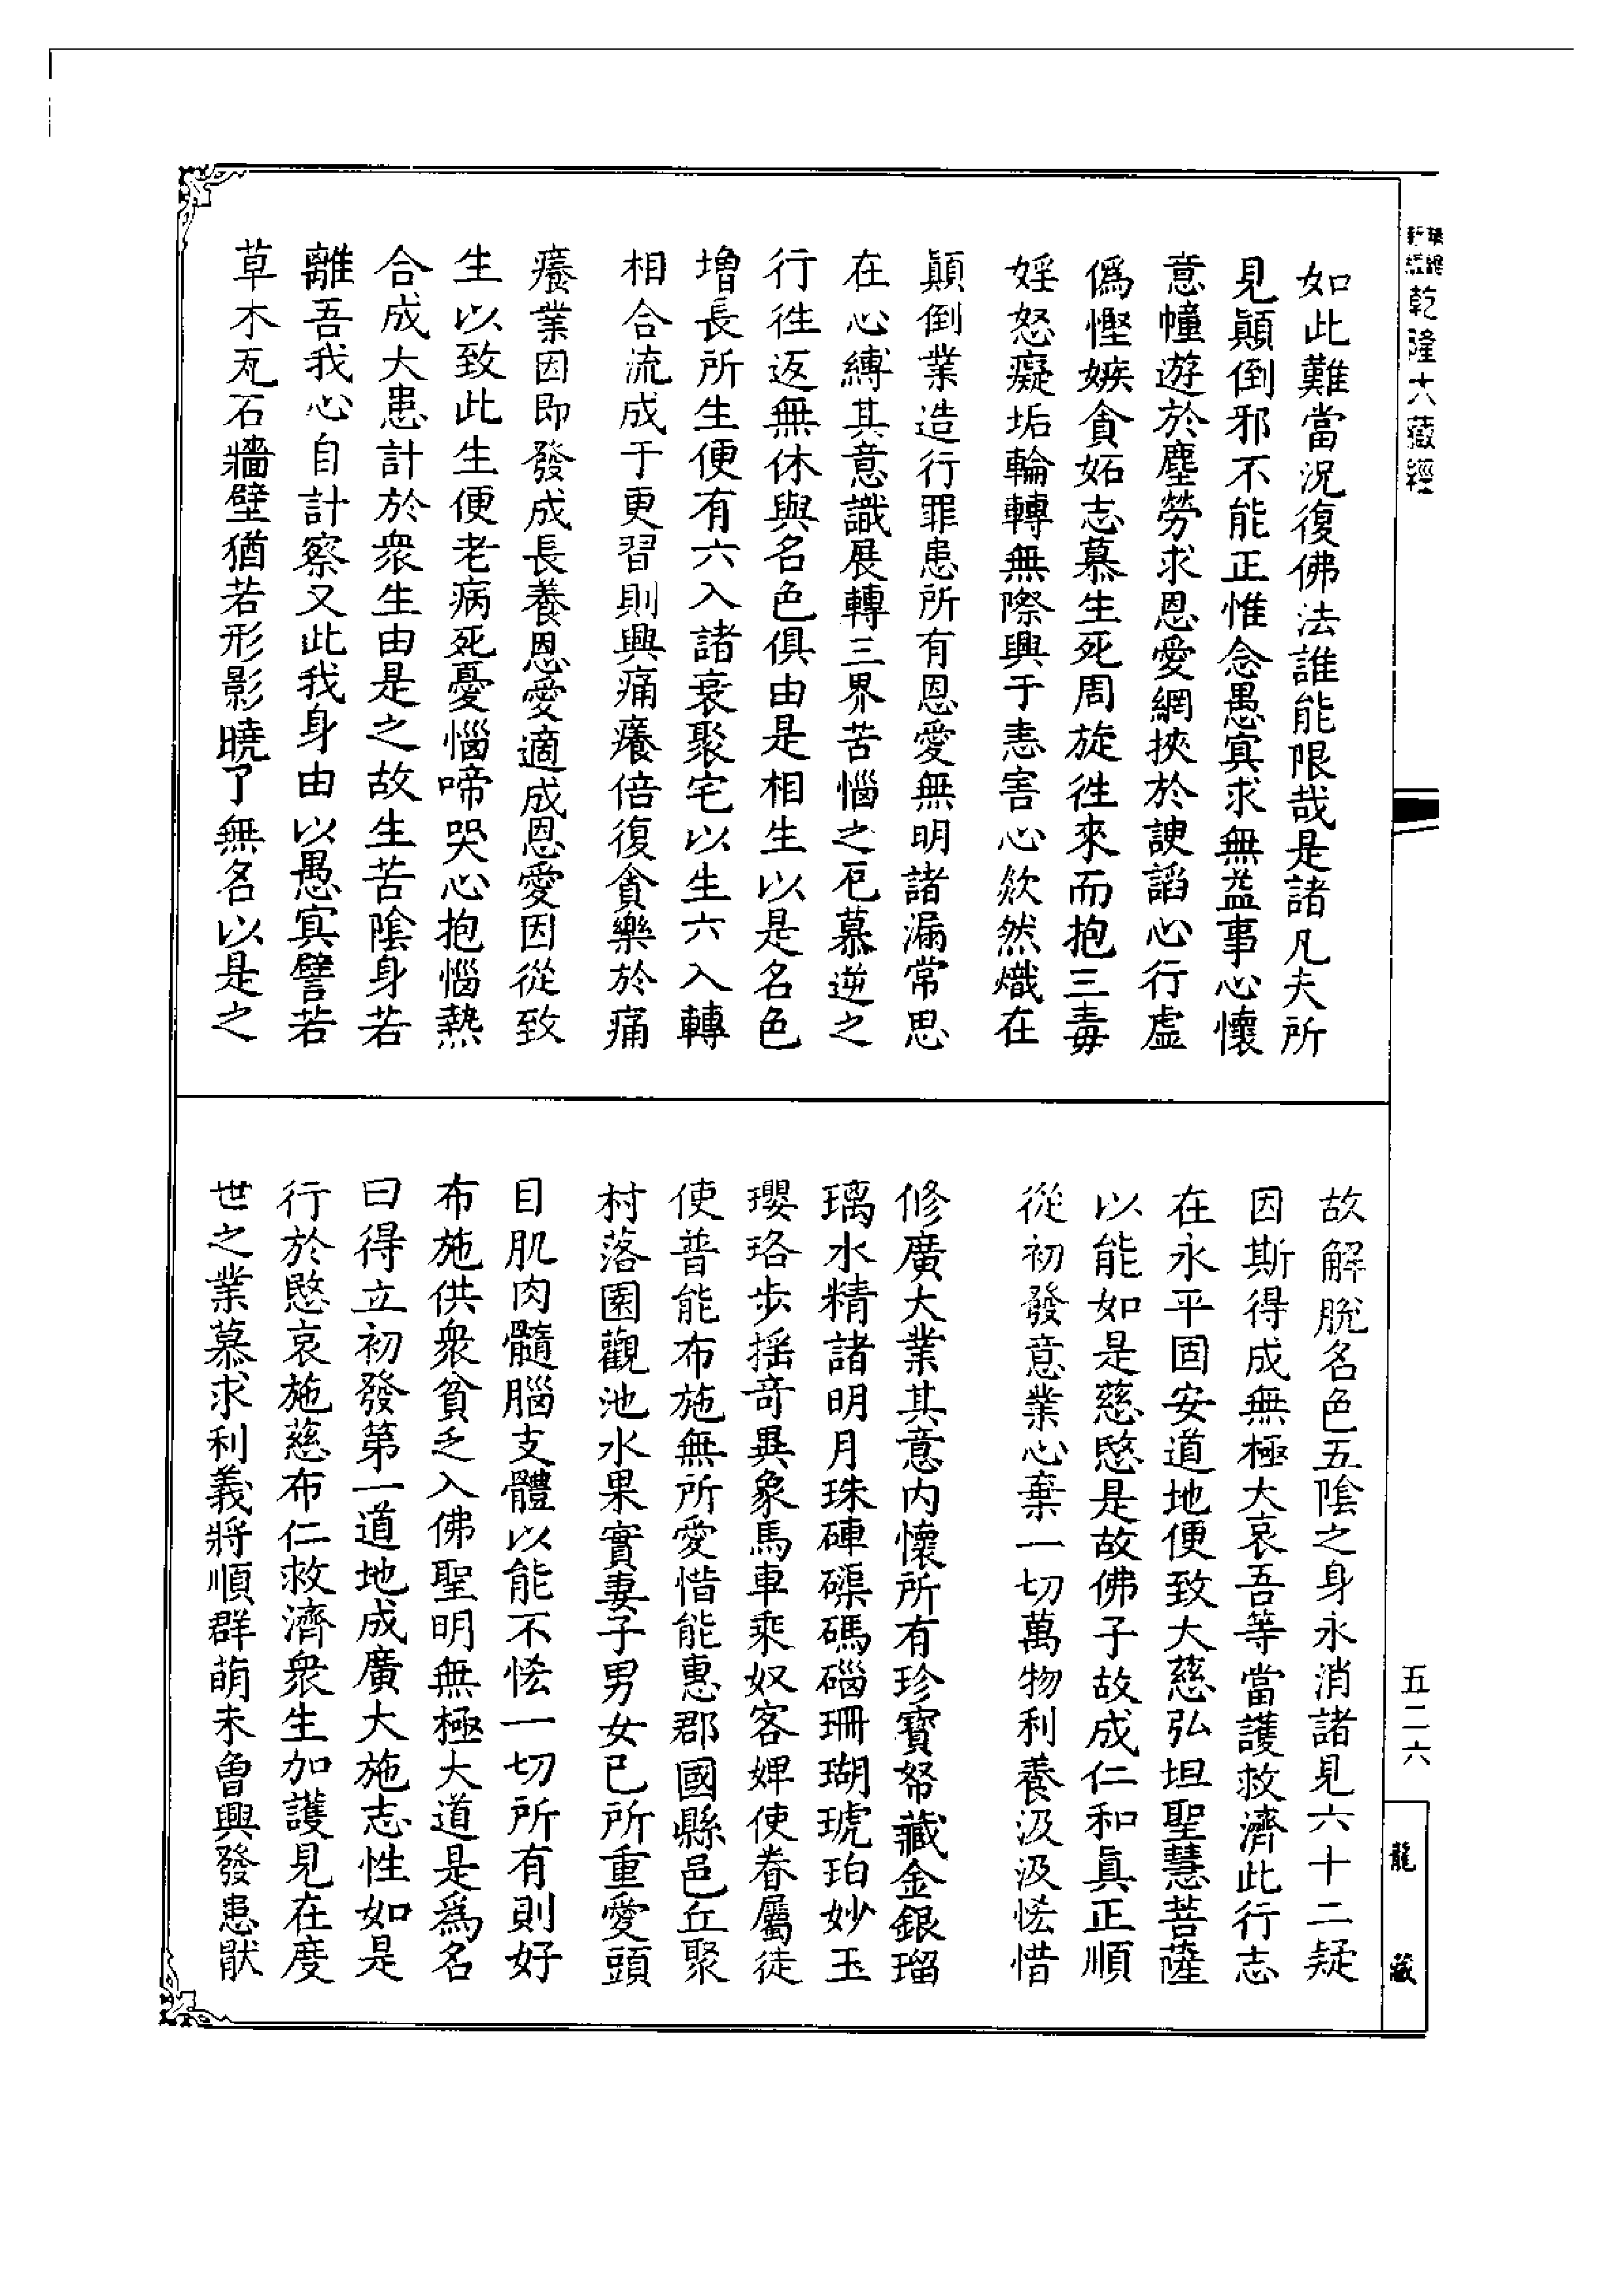 乾隆大藏經
如此難當況復佛法誰能限哉是諸凡夫所
見顛倒邪不能正惟念愚冥求無益事心懷
意幢遊於塵勞求恩愛網挾於諛諂心行虛
僞慳嫉貪妬志慕生死周旋徃來而抱三毒
婬怒癡垢輪轉無際興于恚害心欻然熾在
顛倒業造行罪患所有恩愛無明諸漏常思
在心縛其意識展轉三界苦惱之厄慕逆之
行徃返無休與名色俱由是相生以是名色
增長所生便有六入諸衰聚宅以生六入轉
相合流成于更習則興痛癢倍復貪樂於痛
癢業因即發成長養恩愛適成恩愛因從致
生以致此生便老病死憂惱啼哭心抱惱熱
合成大患計於衆生由是之故生苦陰身若
離吾我心自計察又此我身由以愚冥譬若
草木瓦石牆壁猶若形影曉了無名以是之
故解脫名色五陰之身永消諸見六十二疑
因斯得成無極大哀吾等當護救濟此行志
在永平固安道地便致大慈弘坦聖慧菩薩
以能如是慈愍是故佛子故成仁和眞正順
從初發意業心棄一切萬物利養汲汲悋惜
修廣大業其意內懷所有珍寶帑藏金銀瑠
璃水精諸明月珠硨磲碼碯珊瑚琥珀妙玉
瓔珞步搖奇異象馬車乘奴客婢使眷屬徒
使普能布施無所愛惜能惠郡國縣邑丘聚
村落園觀池水果實妻子男女已所重愛頭
目肌肉髓腦支體以能不悋一切所有則好
布施供衆貧乏入佛聖明無極大道是爲名
曰得立初發第一道地成廣大施志性如是
行於愍哀施慈布仁救濟衆生加護見在度
世之業慕求利義將順群萌未曾興發患猒
五二六
龍藏